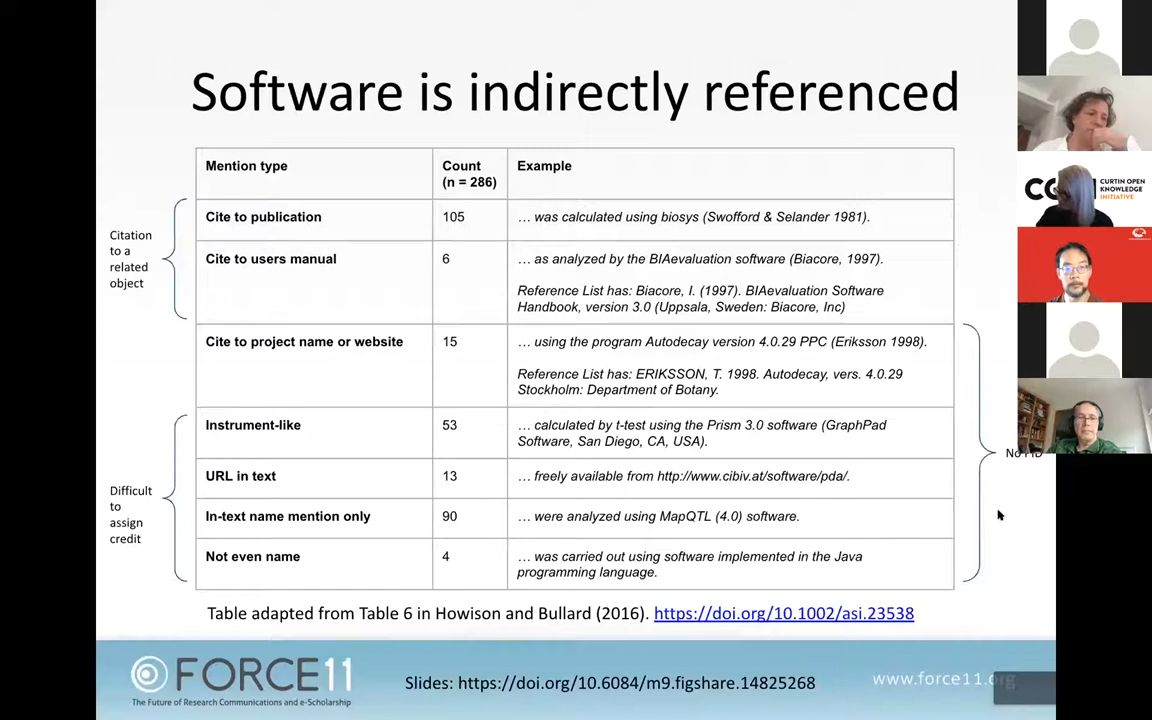 Software is indirectly referenced
Mention type
Count
(n = 286)
Example
Citation
to a
related
object
Cite to publication
105
… was calculated using biosys (Swofford & Selander 1981).
Cite to users manual
6
… as analyzed by the BIAevaluation software (Biacore, 1997).
Reference List has: Biacore, I. (1997). BIAevaluation Software
Handbook, version 3.0 (Uppsala, Sweden: Biacore, Inc)
Cite to project name or website
15
… using the program Autodecay version 4.0.29 PPC (Eriksson 1998).
Reference List has: ERIKSSON, T. 1998. Autodecay, vers. 4.0.29
Stockholm: Department of Botany.
Difficult
to
assign
credit
Instrument-like
53
… calculated by t-test using the Prism 3.0 software (GraphPad
Software, San Diego, CA, USA).
URL in text
13
… freely available from http://www.cibiv.at/software/pda/.
In-text name mention only
90
… were analyzed using MapQTL (4.0) software.
Not even name
4
… was carried out using software implemented in the Java
programming language.
No PID
Table adapted from Table 6 in Howison and Bullard (2016). https://doi.org/10.1002/asi.23538
FORCE11
The Future of Research Communications and e-Scholarship
Slides: https://doi.org/10.6084/m9.figshare.14825268
www.force11.org
CURTIN OPEN
KNOWLEDGE
INITIATIVE